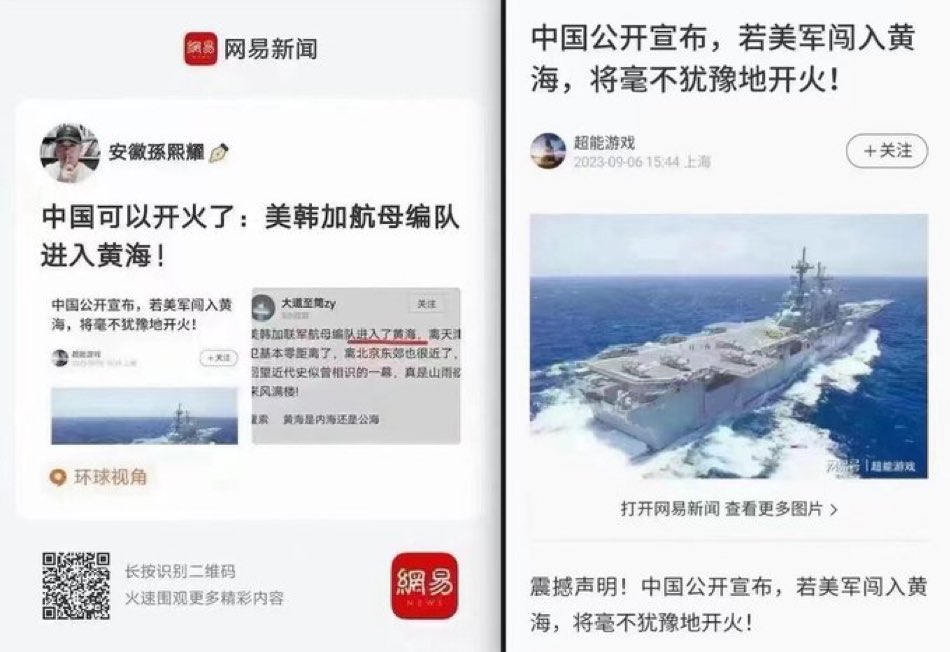 網易
NEWS
网易新闻
安徽孫熙耀
中国可以开火了：美韩加航母编队
进入黄海！
中国公开宣布，若美军闯入黄
海，将毫不犹豫地开火！
超能游戏
+关注
大道至简zy
关注
美韩加联军航母编队进入了黄海，离天津
卫基本零距离了，离北京东郊也很近了，
回望近代史似曾相识的一幕，真是山雨欲
来风满楼！
搜索 黄海是内海还是公海
环球视角
长按识别二维码
火速围观更多精彩内容
網易
NEWS
中国公开宣布，若美军闯入黄
海，将毫不犹豫地开火！
超能游戏
2023-09-06 15:44 上海
+关注
网易号 | 超能游戏
打开网易新闻 查看更多图片 >
震撼声明！中国公开宣布，若美军闯入黄
海，将毫不犹豫地开火！